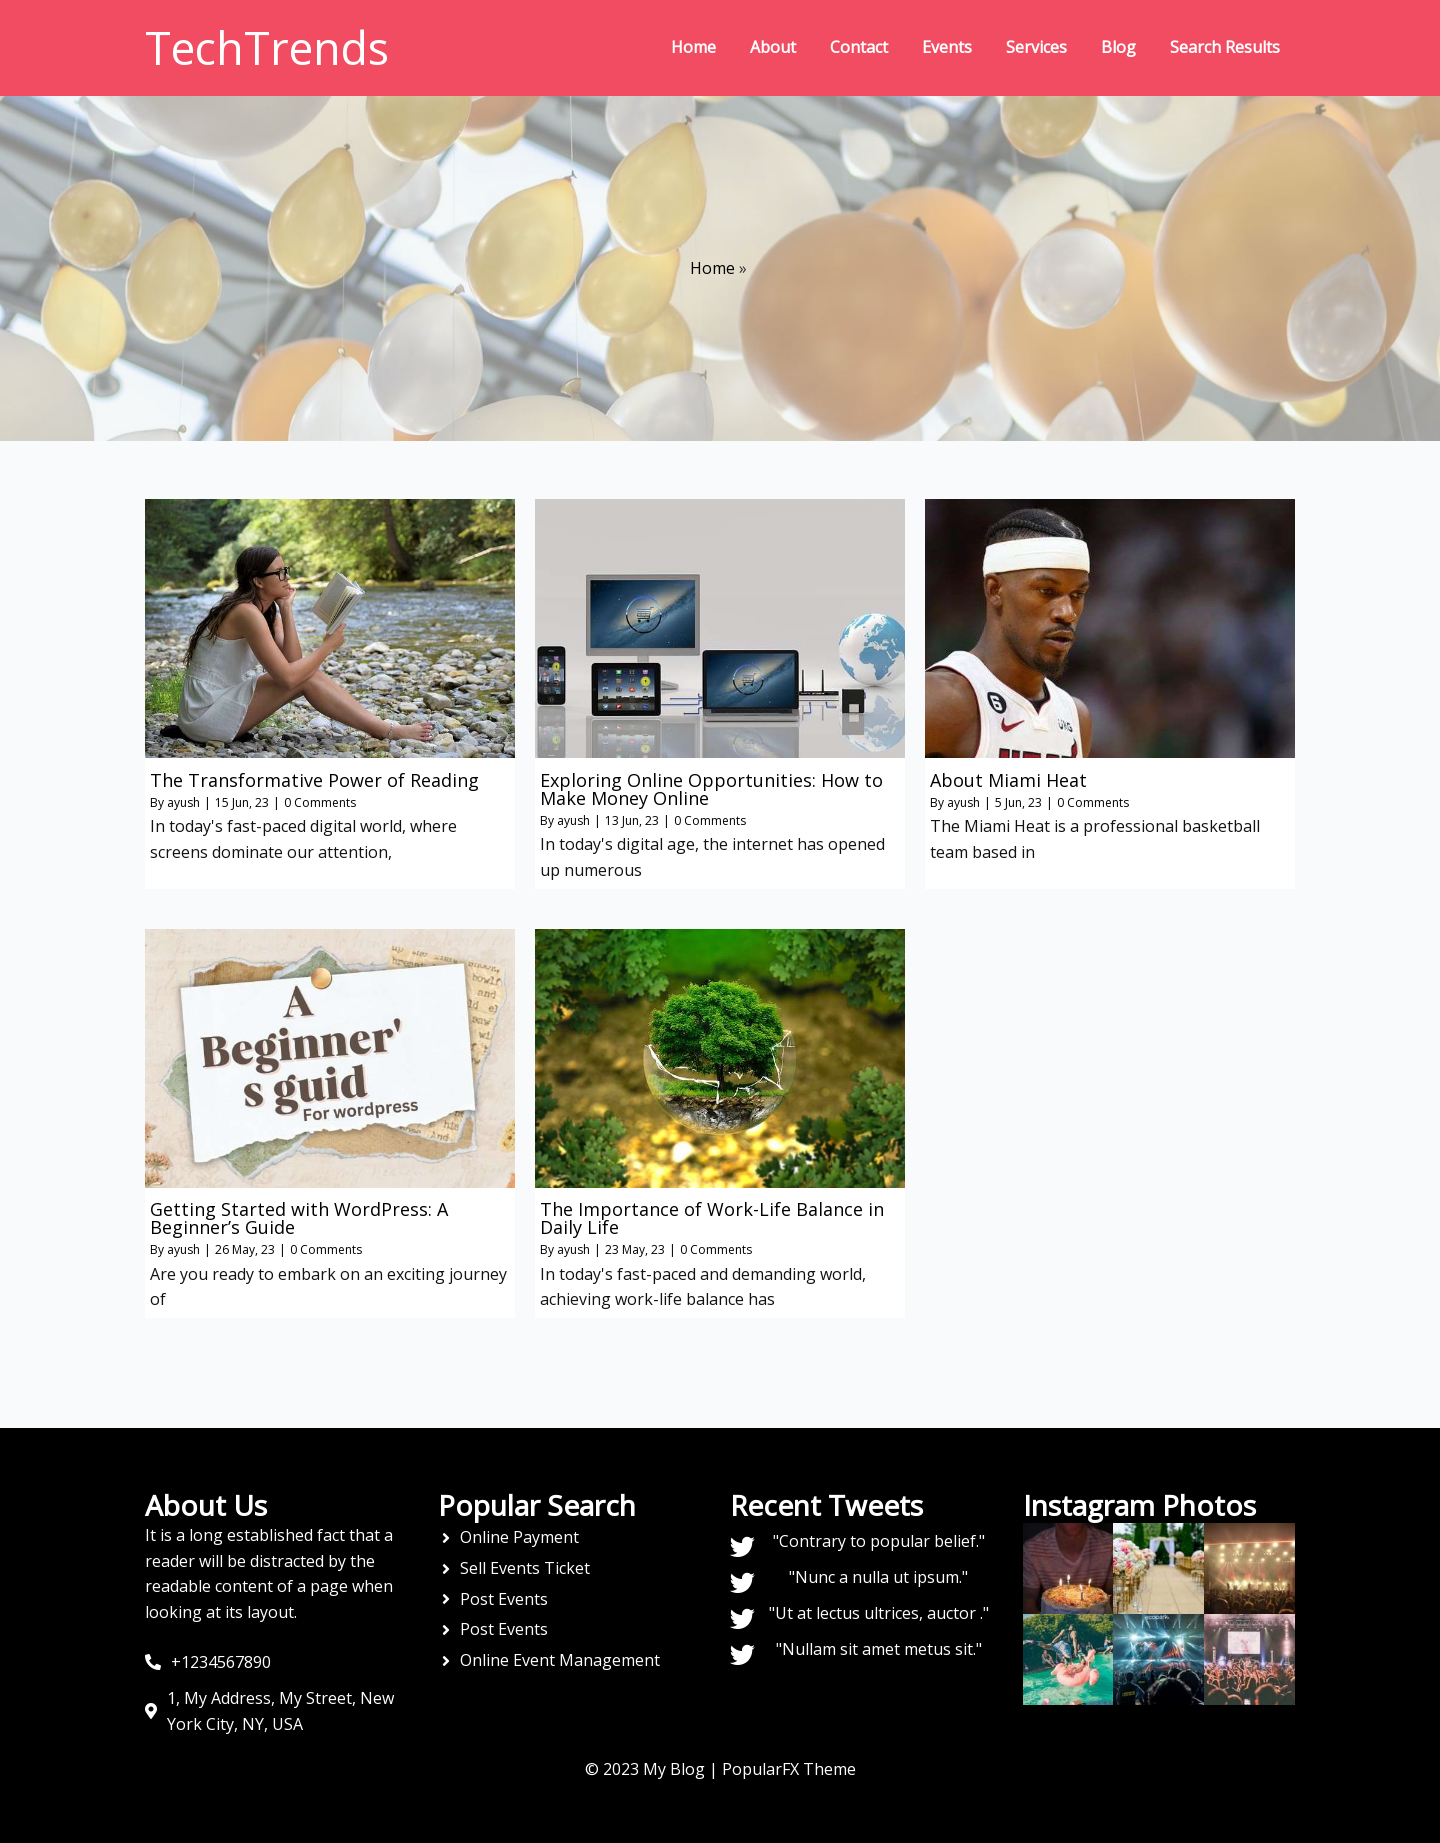 TechTrends
Home About Contact Events Services Blog Search Results
Home »
The Transformative Power of Reading
By ayush | 15 Jun, 23 | 0 Comments
In today's fast-paced digital world, where
screens dominate our attention,
Exploring Online Opportunities: How to
Make Money Online
By ayush | 13 Jun, 23 | 0 Comments
In today's digital age, the internet has opened
up numerous
About Miami Heat
By ayush | 5 Jun, 23 | 0 Comments
The Miami Heat is a professional basketball
team based in
A
Beginner'
s guid
For wordpress
Getting Started with WordPress: A
Beginner’s Guide
By ayush | 26 May, 23 | 0 Comments
Are you ready to embark on an exciting journey
of
The Importance of Work-Life Balance in
Daily Life
By ayush | 23 May, 23 | 0 Comments
In today's fast-paced and demanding world,
achieving work-life balance has
About Us
It is a long established fact that a
reader will be distracted by the
readable content of a page when
looking at its layout.
+1234567890
1, My Address, My Street, New
York City, NY, USA
Popular Search
Online Payment
Sell Events Ticket
Post Events
Post Events
Online Event Management
Recent Tweets
"Contrary to popular belief."
"Nunc a nulla ut ipsum."
"Ut at lectus ultrices, auctor ."
"Nullam sit amet metus sit."
Instagram Photos
© 2023 My Blog | PopularFX Theme